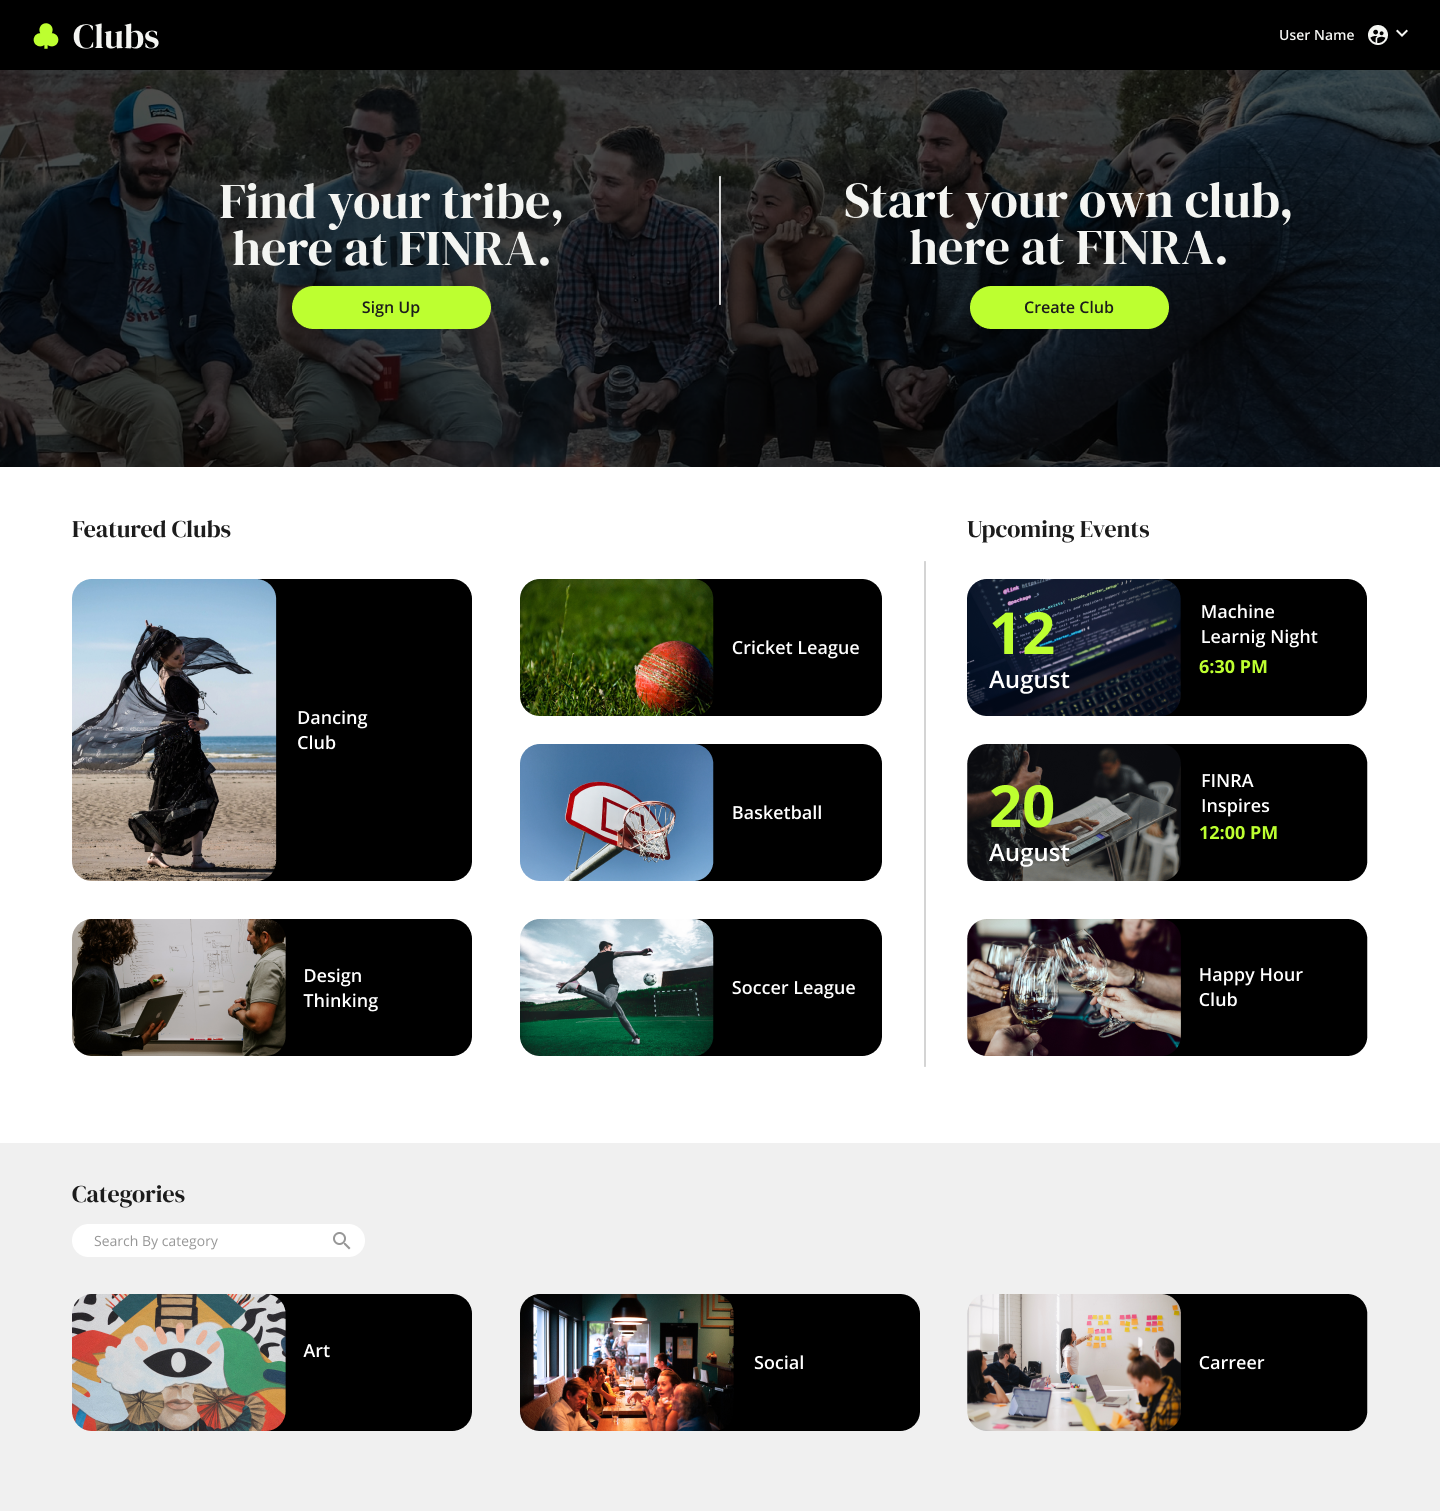 Clubs
User Name
Find your tribe,
here at FINRA.
Sign Up
Start your own club,
here at FINRA.
Create Club
Featured Clubs
Dancing
Club
Cricket League
Basketball
Design
Thinking
Soccer League
Upcoming Events
12
August
Machine
Learnig Night
6:30 PM
20
August
FINRA
Inspires
12:00 PM
Happy Hour
Club
Categories
Search By category
Art
Social
Carreer